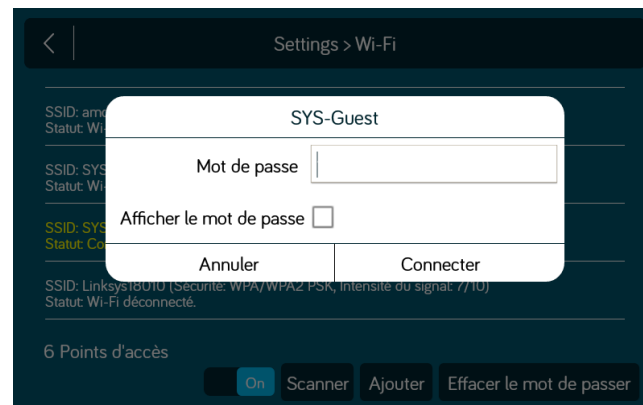 Settings > Wi-Fi
SSID: amo
Statut: Wi-
SYS-Guest
SSID: SYS
Statut: Wi-
Mot de passe
SSID: SYS
Statut: Co
Afficher le mot de passe
Annuler
Connecter
SSID: Linksys18010 (Sécurité: WPA/WPA2 PSK, Intensité du signal: 7/10)
Statut: Wi-Fi déconnecté.
6 Points d'accès
On
Scanner
Ajouter
Effacer le mot de passer